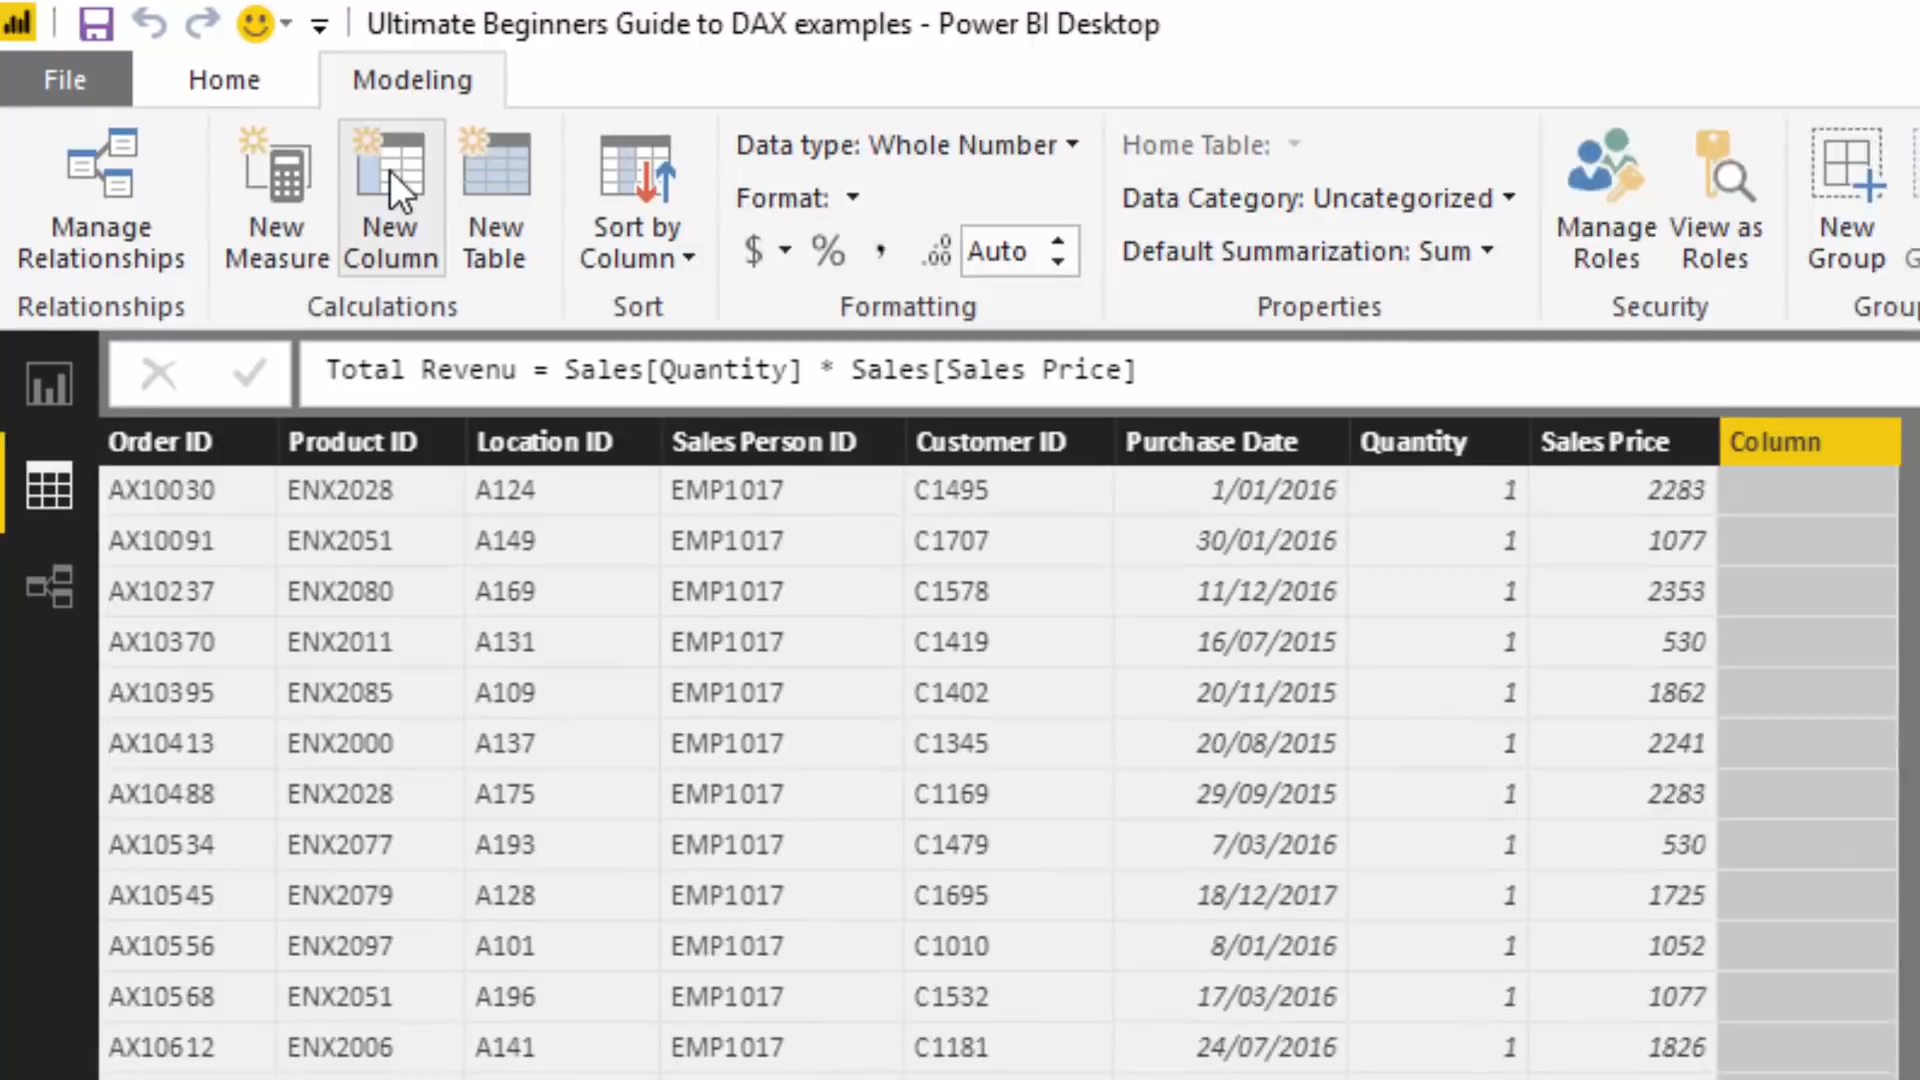 Ultimate Beginners Guide to DAX examples - Power BI Desktop
File Home Modeling
Manage Relationships
New Measure
New Column
New Table
Sort by Column
Data type: Whole Number
Format:
$ % , .00 Auto
Home Table:
Data Category: Uncategorized
Default Summarization: Sum
Manage Roles
View as Roles
New Group
Relationships Calculations Sort Formatting Properties Security Grou
Total Revenu = Sales[Quantity] * Sales[Sales Price]
Order ID Product ID Location ID Sales Person ID Customer ID Purchase Date Quantity Sales Price Column
AX10030 ENX2028 A124 EMP1017 C1495 1/01/2016 1 2283
AX10091 ENX2051 A149 EMP1017 C1707 30/01/2016 1 1077
AX10237 ENX2080 A169 EMP1017 C1578 11/12/2016 1 2353
AX10370 ENX2011 A131 EMP1017 C1419 16/07/2015 1 530
AX10395 ENX2085 A109 EMP1017 C1402 20/11/2015 1 1862
AX10413 ENX2000 A137 EMP1017 C1345 20/08/2015 1 2241
AX10488 ENX2028 A175 EMP1017 C1169 29/09/2015 1 2283
AX10534 ENX2077 A193 EMP1017 C1479 7/03/2016 1 530
AX10545 ENX2079 A128 EMP1017 C1695 18/12/2017 1 1725
AX10556 ENX2097 A101 EMP1017 C1010 8/01/2016 1 1052
AX10568 ENX2051 A196 EMP1017 C1532 17/03/2016 1 1077
AX10612 ENX2006 A141 EMP1017 C1181 24/07/2016 1 1826